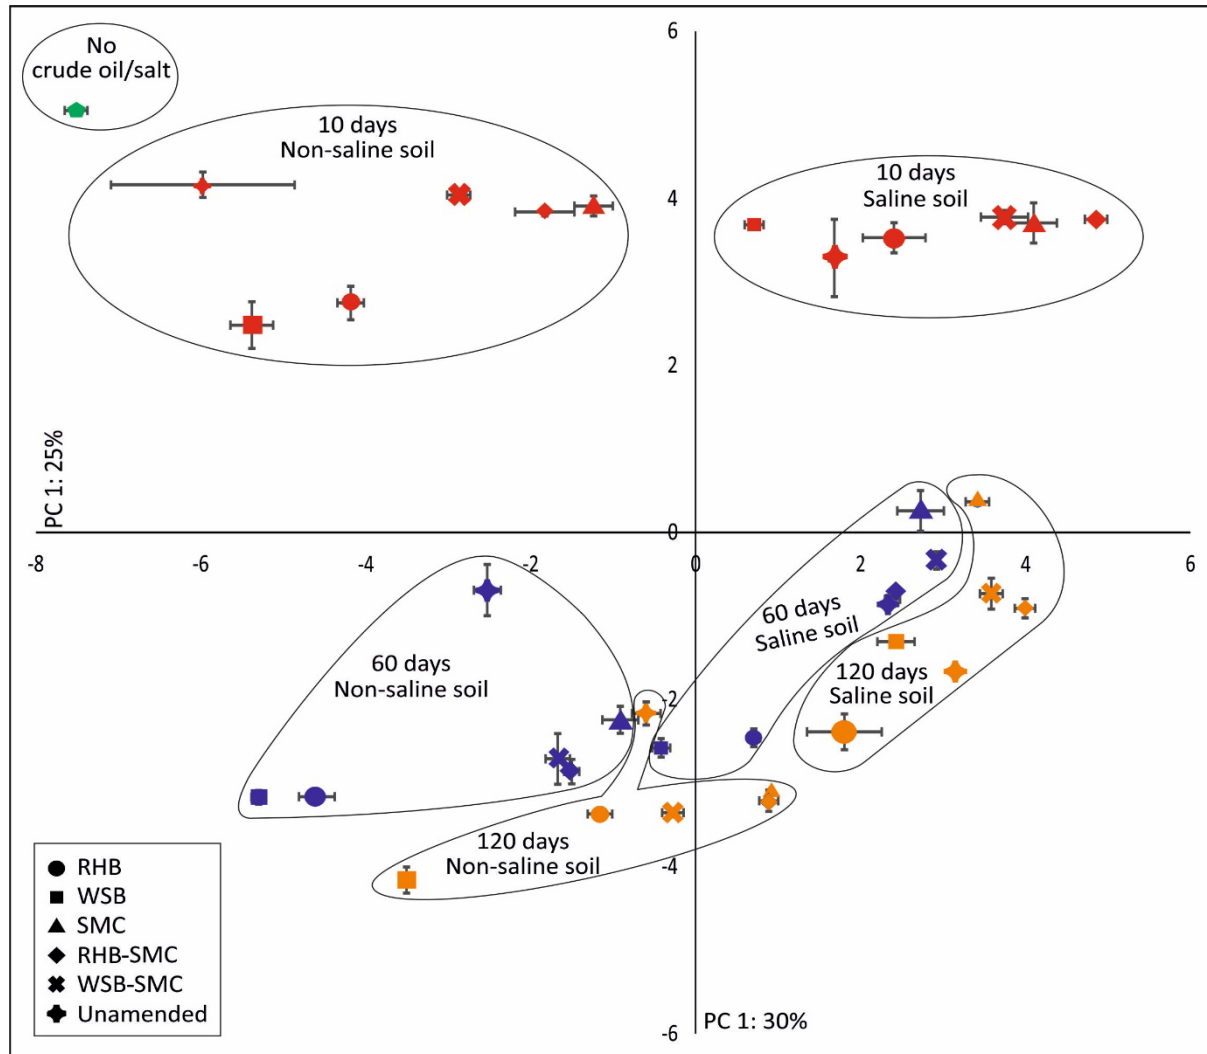 6
No
crude oil/salt
10 days
Non-saline soil
10 days
Saline soil
4
2
PC 1: 25%
0
-8
-6
-4
-2
0
2
4
6
60 days
Saline soil
60 days
Non-saline soil
120 days
Saline soil
-2
120 days
Non-saline soil
-4
RHB
WSB
SMC
RHB-SMC
WSB-SMC
Unamended
PC 1: 30%
-6